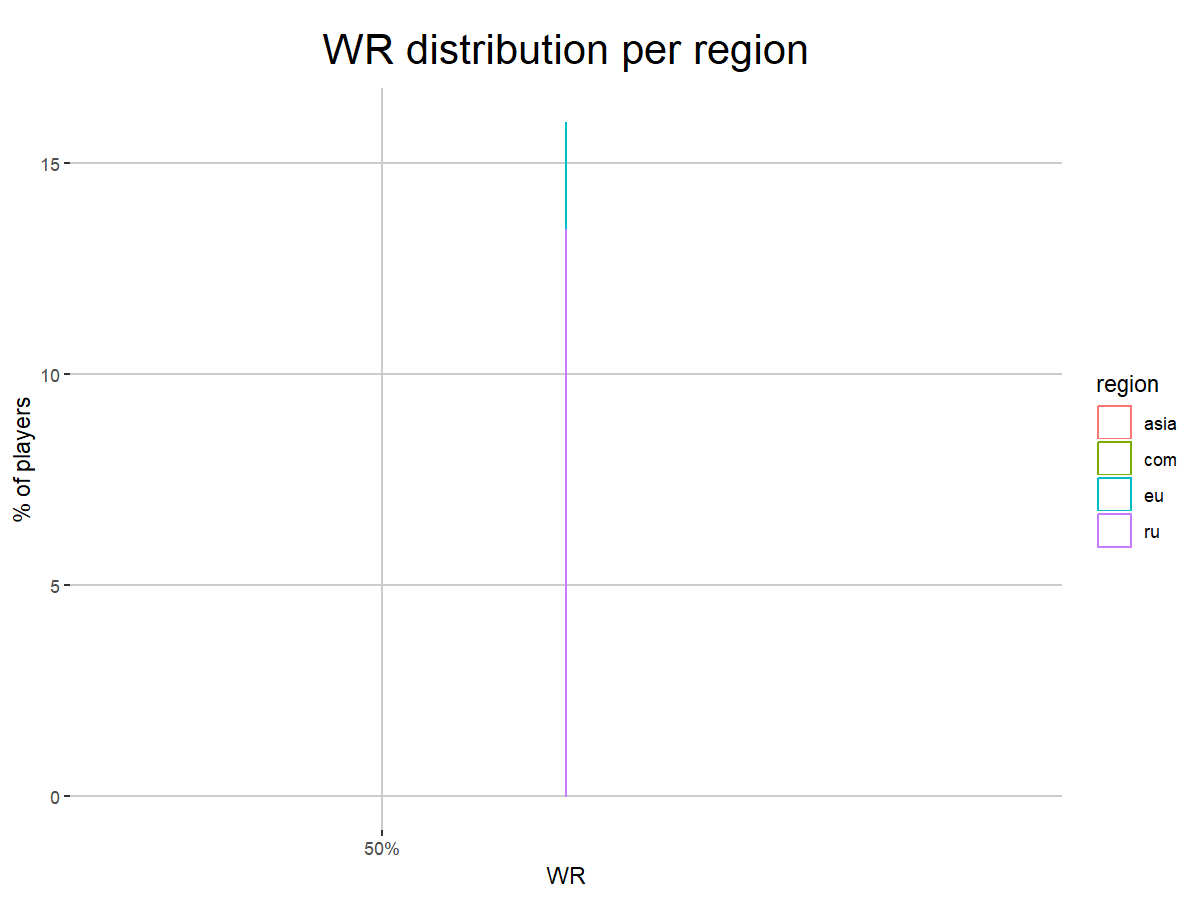 WR distribution per region
15
10
5
0
% of players
50%
WR
region
asia
com
eu
ru